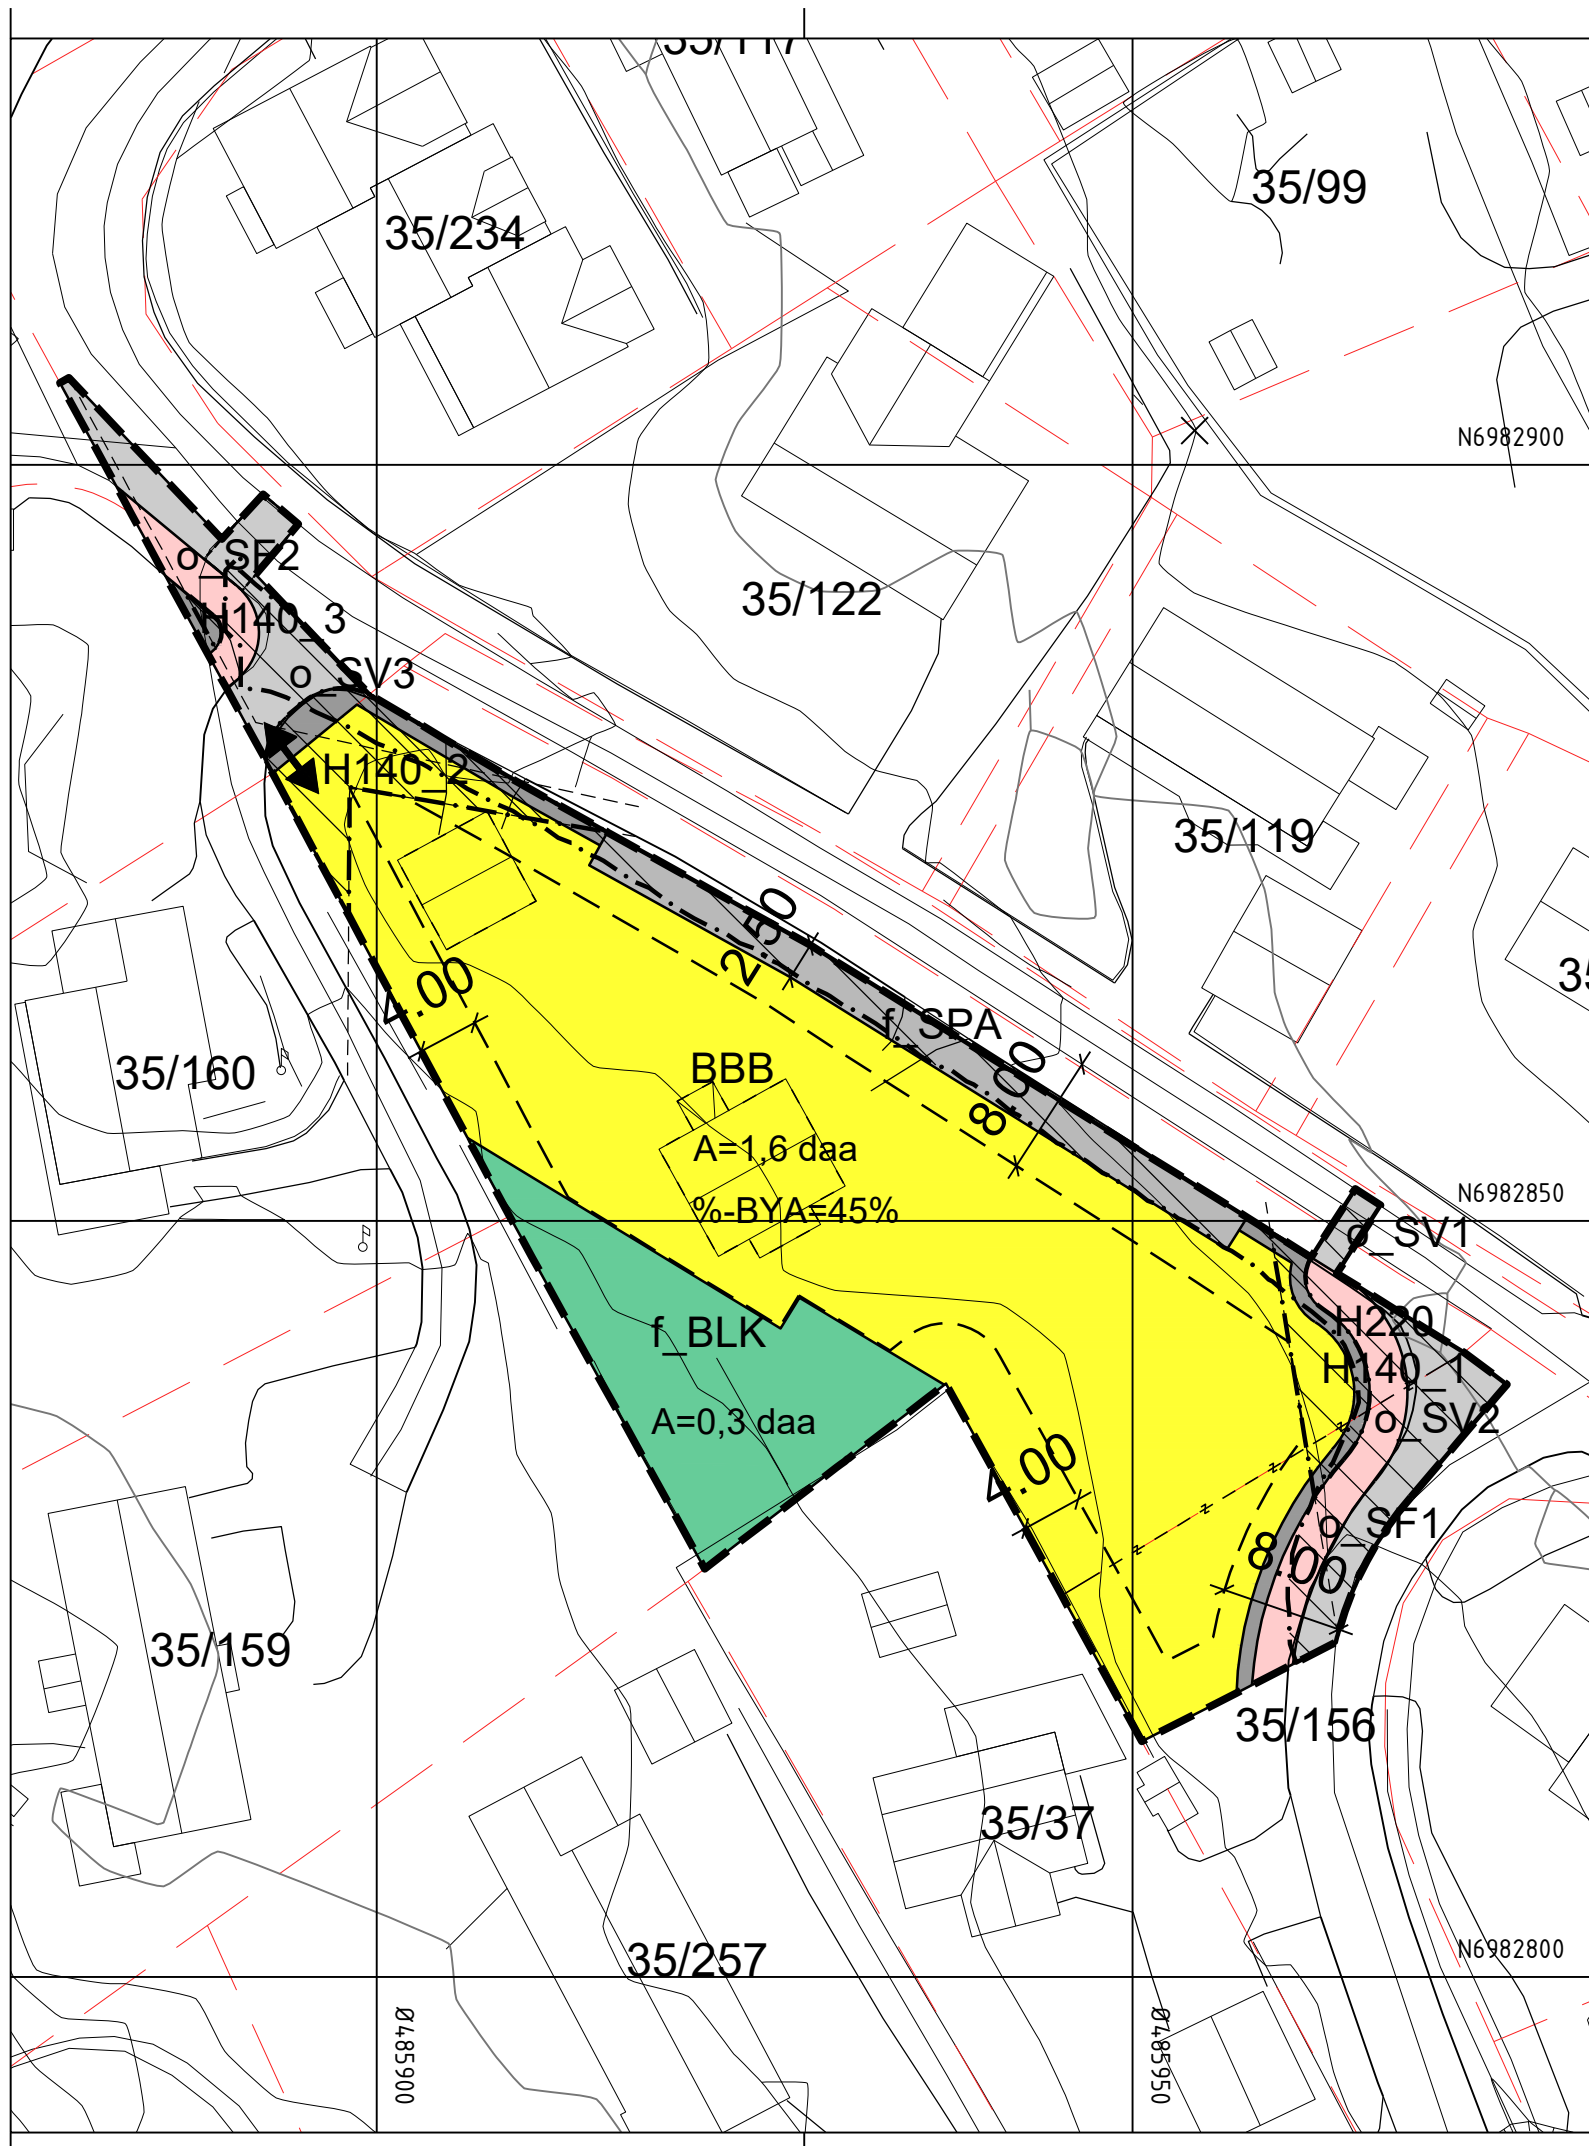 35/117
35/99
35/234
N6982900
o_SF2
35/122
H140_3
o_SV3
H140_2
35/119
2.50
4.00
f_SPA
35/160
BBB
8.00
A=1,6 daa
N6982850
%-BYA=45%
o_SV1
f_BLK
H220
H140_1
A=0,3 daa
o_SV2
4.00
o_SF1
8.00
35/159
35/156
35/37
35/257
N6982800
Ø485900
Ø485950